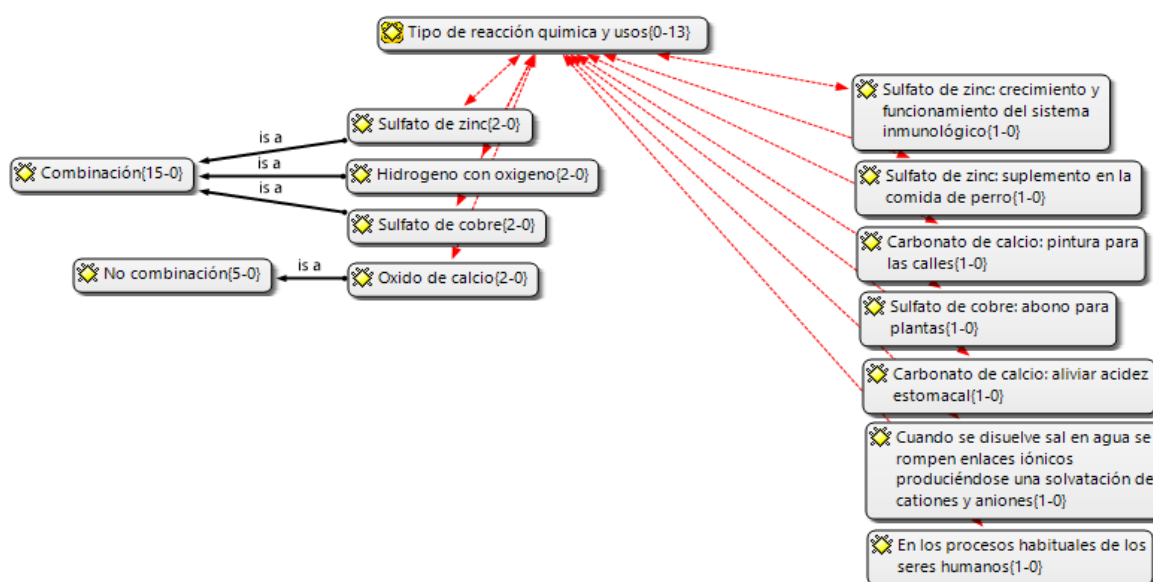 Tipo de reacción quimica y usos{0-13}
Sulfato de zinc{2-0}
is a
Combinación{15-0}
is a
Hidrogeno con oxigeno{2-0}
is a
Sulfato de cobre{2-0}
No combinación{5-0}
is a
Oxido de calcio{2-0}
Sulfato de zinc: crecimiento y
funcionamiento del sistema
inmunológico{1-0}
Sulfato de zinc: suplemento en la
comida de perro{1-0}
Carbonato de calcio: pintura para
las calles{1-0}
Sulfato de cobre: abono para
plantas{1-0}
Carbonato de calcio: aliviar acidez
estomacal{1-0}
Cuando se disuelve sal en agua se
rompen enlaces iónicos
produciéndose una solvatación de
cationes y aniones{1-0}
En los procesos habituales de los
seres humanos{1-0}